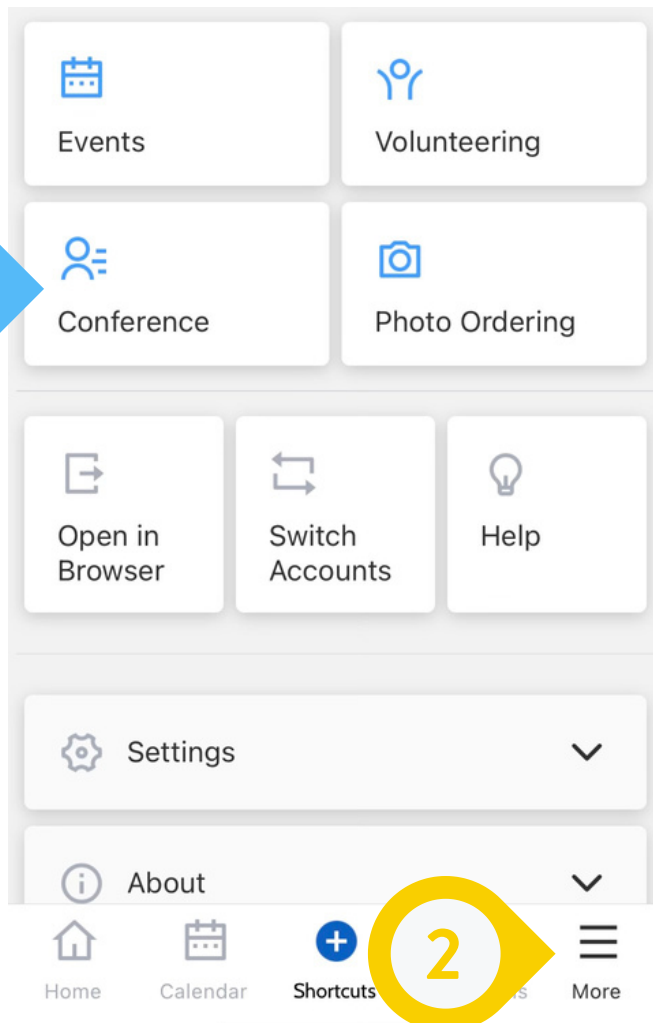 Events
Volunteering
Conference
Photo Ordering
Open in
Browser
Switch
Accounts
Help
Settings
About
2
Home
Calendar
Shortcuts
More